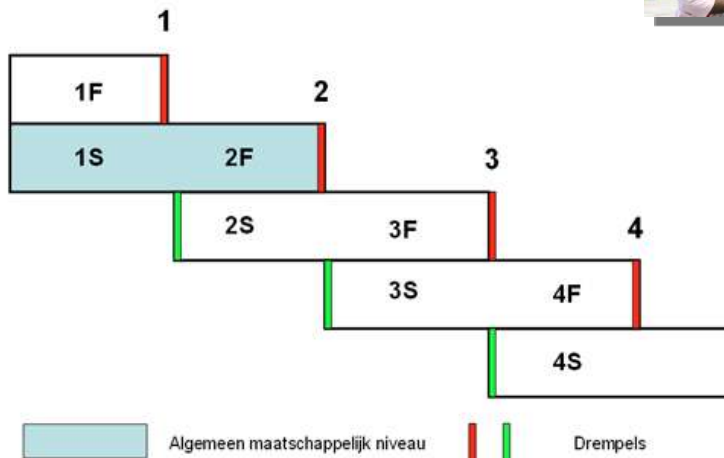 1
1F
2
1S 2F
3
2S 3F
4
3S 4F
4S
Algemeen maatschappelijk niveau Drempels